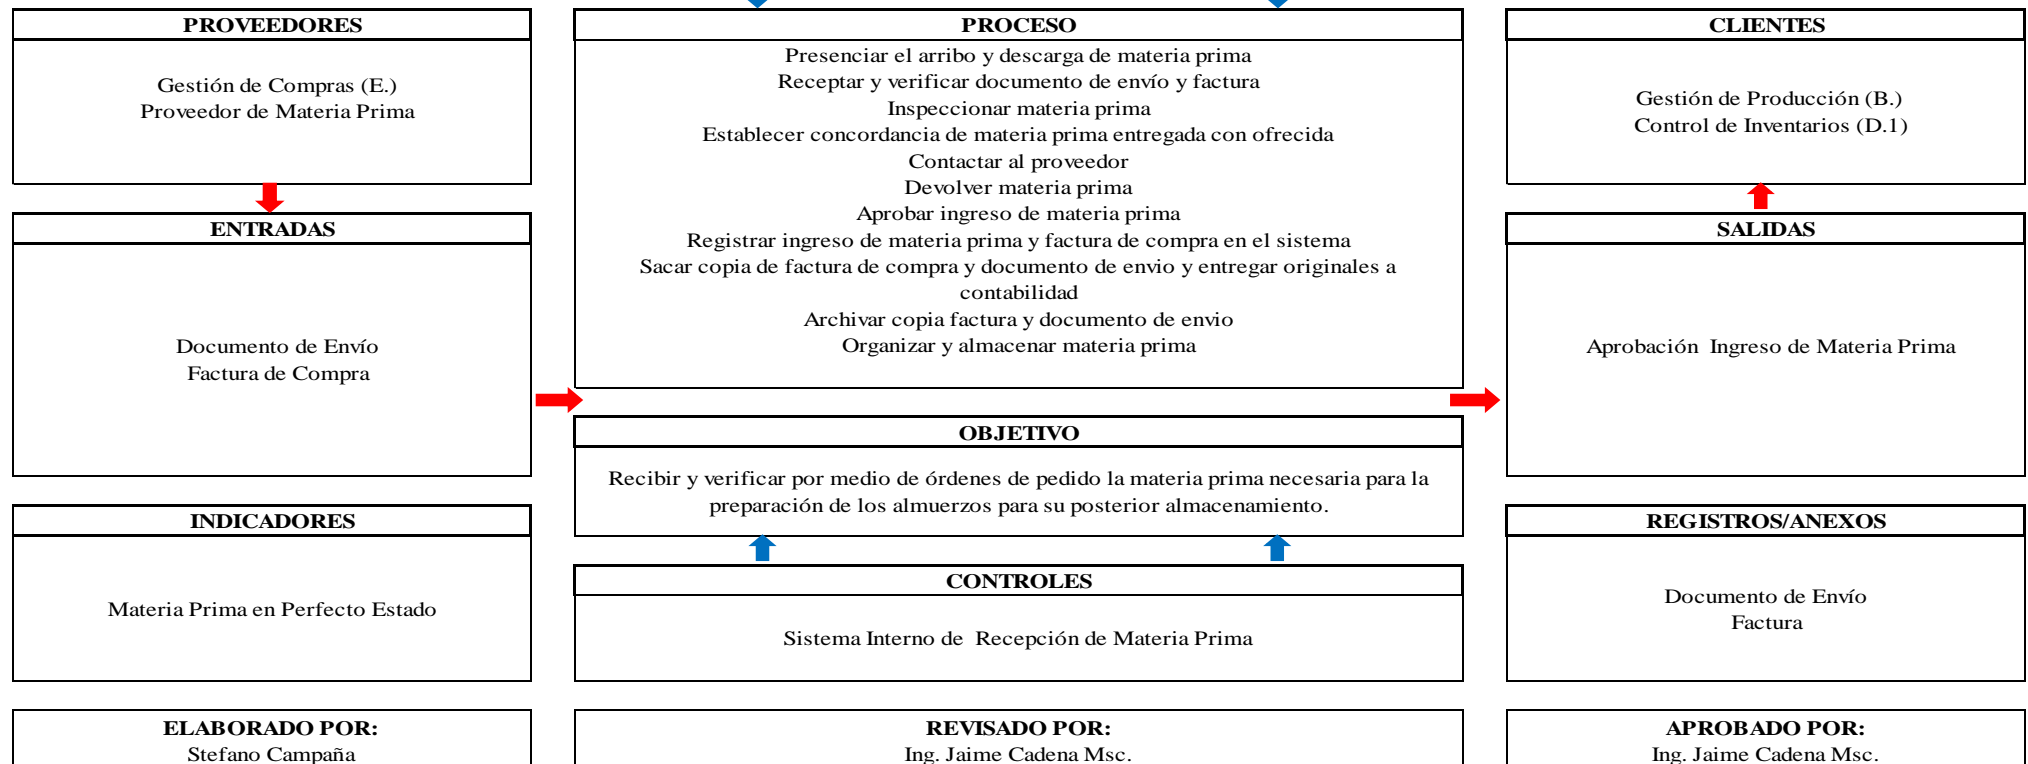 PROVEEDORES
Gestión de Compras (E.)
Proveedor de Materia Prima
ENTRADAS
Documento de Envío
Factura de Compra
INDICADORES
Materia Prima en Perfecto Estado
ELABORADO POR:
Stefano Campaña
PROCESO
Presenciar el arribo y descarga de materia prima
Receptar y verificar documento de envío y factura
Inspeccionar materia prima
Establecer concordancia de materia prima entregada con ofrecida
Contactar al proveedor
Devolver materia prima
Aprobar ingreso de materia prima
Registrar ingreso de materia prima y factura de compra en el sistema
Sacar copia de factura de compra y documento de envio y entregar originales a
contabilidad
Archivar copia factura y documento de envio
Organizar y almacenar materia prima
OBJETIVO
Recibir y verificar por medio de órdenes de pedido la materia prima necesaria para la
preparación de los almuerzos para su posterior almacenamiento.
CONTROLES
Sistema Interno de Recepción de Materia Prima
REVISADO POR:
Ing. Jaime Cadena Msc.
CLIENTES
Gestión de Producción (B.)
Control de Inventarios (D.1)
SALIDAS
Aprobación Ingreso de Materia Prima
REGISTROS/ANEXOS
Documento de Envío
Factura
APROBADO POR:
Ing. Jaime Cadena Msc.